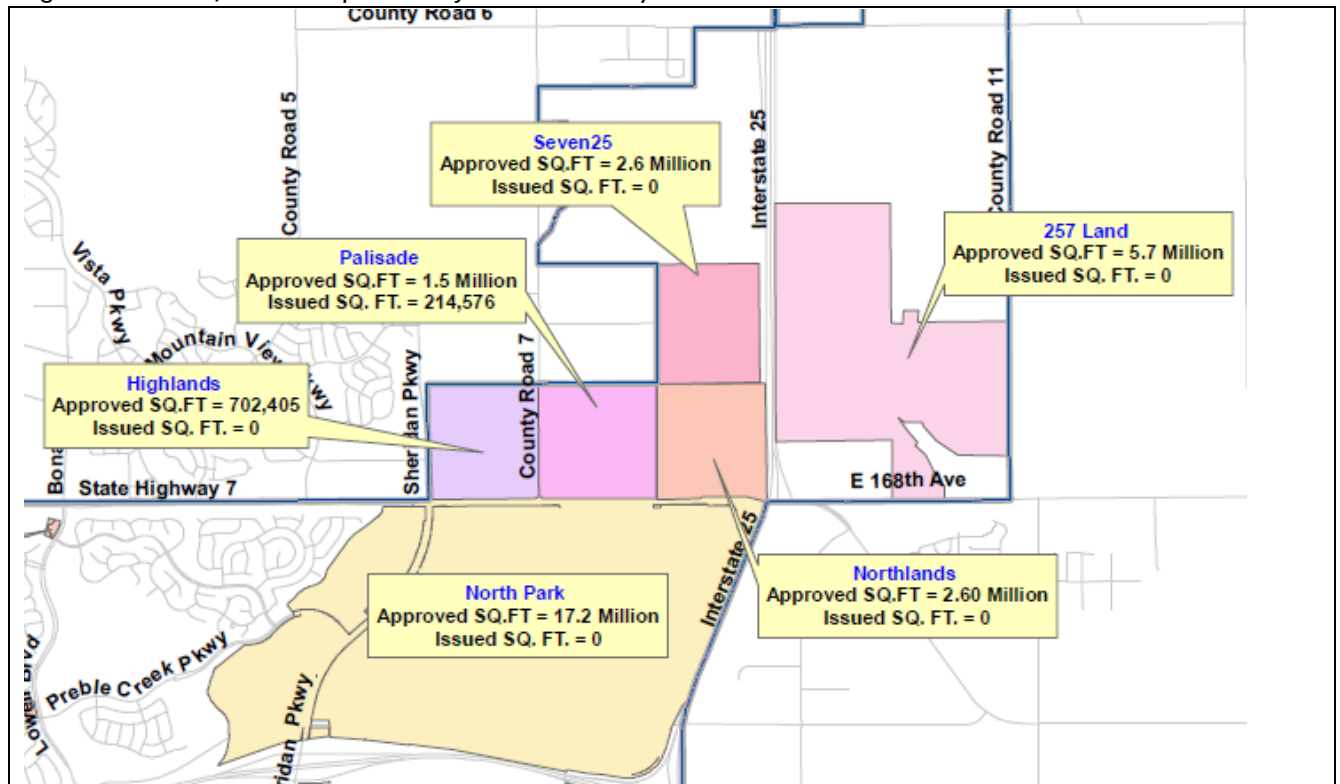 County Road 6
County Road 5
Interstate 25
County Road 11
Seven25
Approved SQ.FT = 2.6 Million
Issued SQ. FT. = 0
257 Land
Approved SQ.FT = 5.7 Million
Issued SQ. FT. = 0
Palisade
Approved SQ.FT = 1.5 Million
Issued SQ. FT. = 214,576
Vista Pkwy
Mountain View
kwy
Highlands
Approved SQ.FT = 702,405
Issued SQ. FT. = 0
Sheridan Pkwy
County Road 7
Bona
State Highway 7
E 168th Ave
Interstate 25
North Park
Approved SQ.FT = 17.2 Million
Issued SQ. FT. = 0
Northlands
Approved SQ.FT = 2.60 Million
Issued SQ. FT. = 0
Preble Creek Pkwy
Lowell Blvd
ridan Pkwy